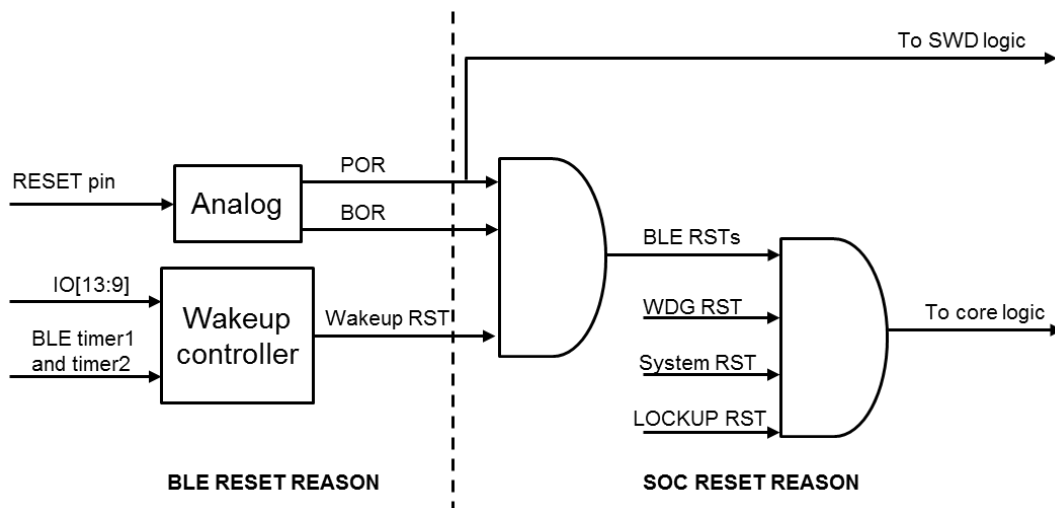 To SWD logic
POR
RESET pin
Analog
BOR
BLE RSTs
IO[13:9]
WDG RST
Wakeup
controller
Wakeup RST
To core logic
BLE timer1
and timer2
System RST
LOCKUP RST
BLE RESET REASON
SOC RESET REASON